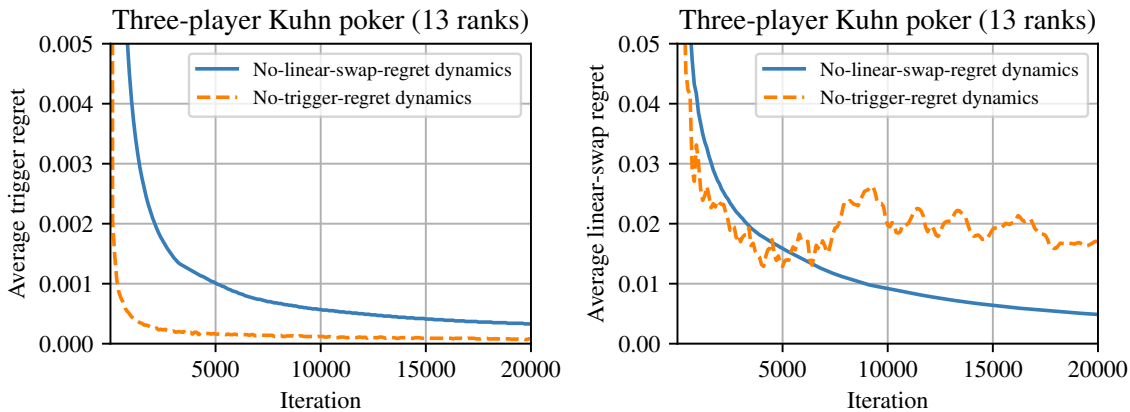 Three-player Kuhn poker (13 ranks)
Average trigger regret
0.005
0.004
0.003
0.002
0.001
0.000
No-linear-swap-regret dynamics
No-trigger-regret dynamics
5000 10000 15000 20000
Iteration
Three-player Kuhn poker (13 ranks)
Average linear-swap regret
0.05
0.04
0.03
0.02
0.01
0.00
No-linear-swap-regret dynamics
No-trigger-regret dynamics
5000 10000 15000 20000
Iteration